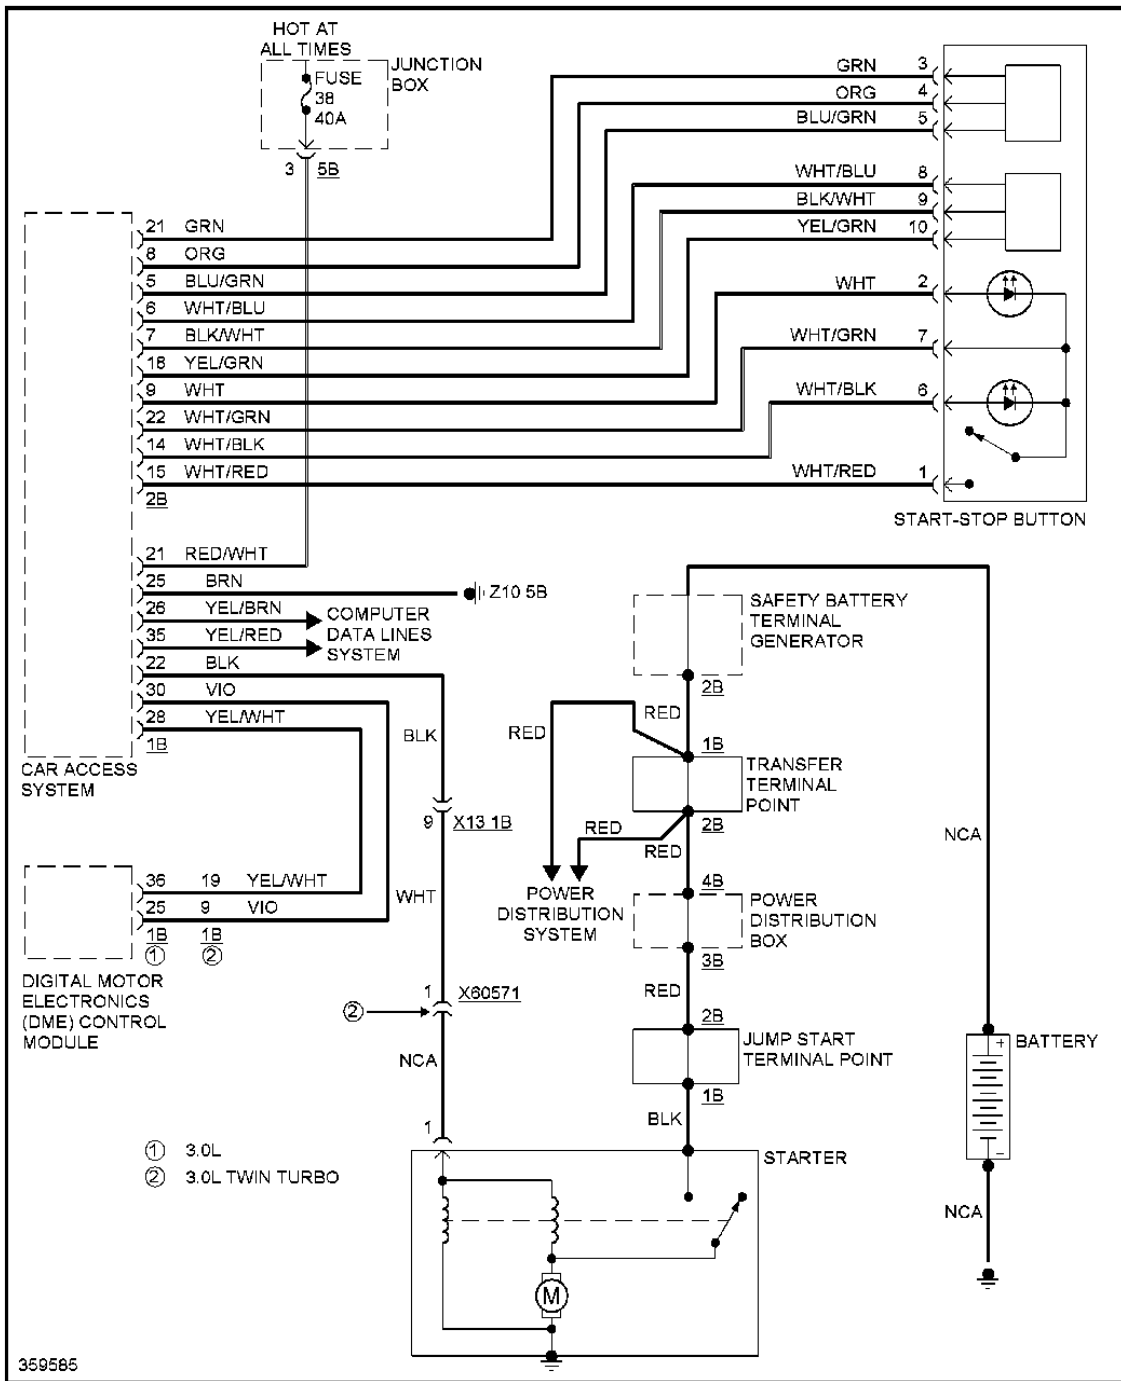 HOT AT
ALL TIMES
FUSE
38
40A
JUNCTION
BOX
3 5B
GRN 3
ORG 4
BLU/GRN 5
WHT/BLU 8
BLK/WHT 9
YEL/GRN 10
WHT 2
WHT/GRN 7
WHT/BLK 6
WHT/RED 1
START-STOP BUTTON
21 GRN
8 ORG
5 BLU/GRN
6 WHT/BLU
7 BLK/WHT
18 YEL/GRN
9 WHT
22 WHT/GRN
14 WHT/BLK
15 WHT/RED
2B
21 RED/WHT
25 BRN
26 YEL/BRN
35 YEL/RED
22 BLK
30 VIO
28 YEL/WHT
1B
CAR ACCESS
SYSTEM
Z10 5B
COMPUTER
DATA LINES
SYSTEM
SAFETY BATTERY
TERMINAL
GENERATOR
2B
RED
RED
BLK
1B
TRANSFER
TERMINAL
POINT
2B
RED
RED
9 X13 1B
NCA
36 19 YEL/WHT
25 9 VIO
1B 1B
① ②
DIGITAL MOTOR
ELECTRONICS
(DME) CONTROL
MODULE
WHT
POWER
DISTRIBUTION
SYSTEM
4B
POWER
DISTRIBUTION
BOX
3B
RED
1 X60571
②
NCA
2B
JUMP START
TERMINAL POINT
1B
BLK
+ BATTERY
-
1
① 3.0L
② 3.0L TWIN TURBO
STARTER
NCA
M
359585